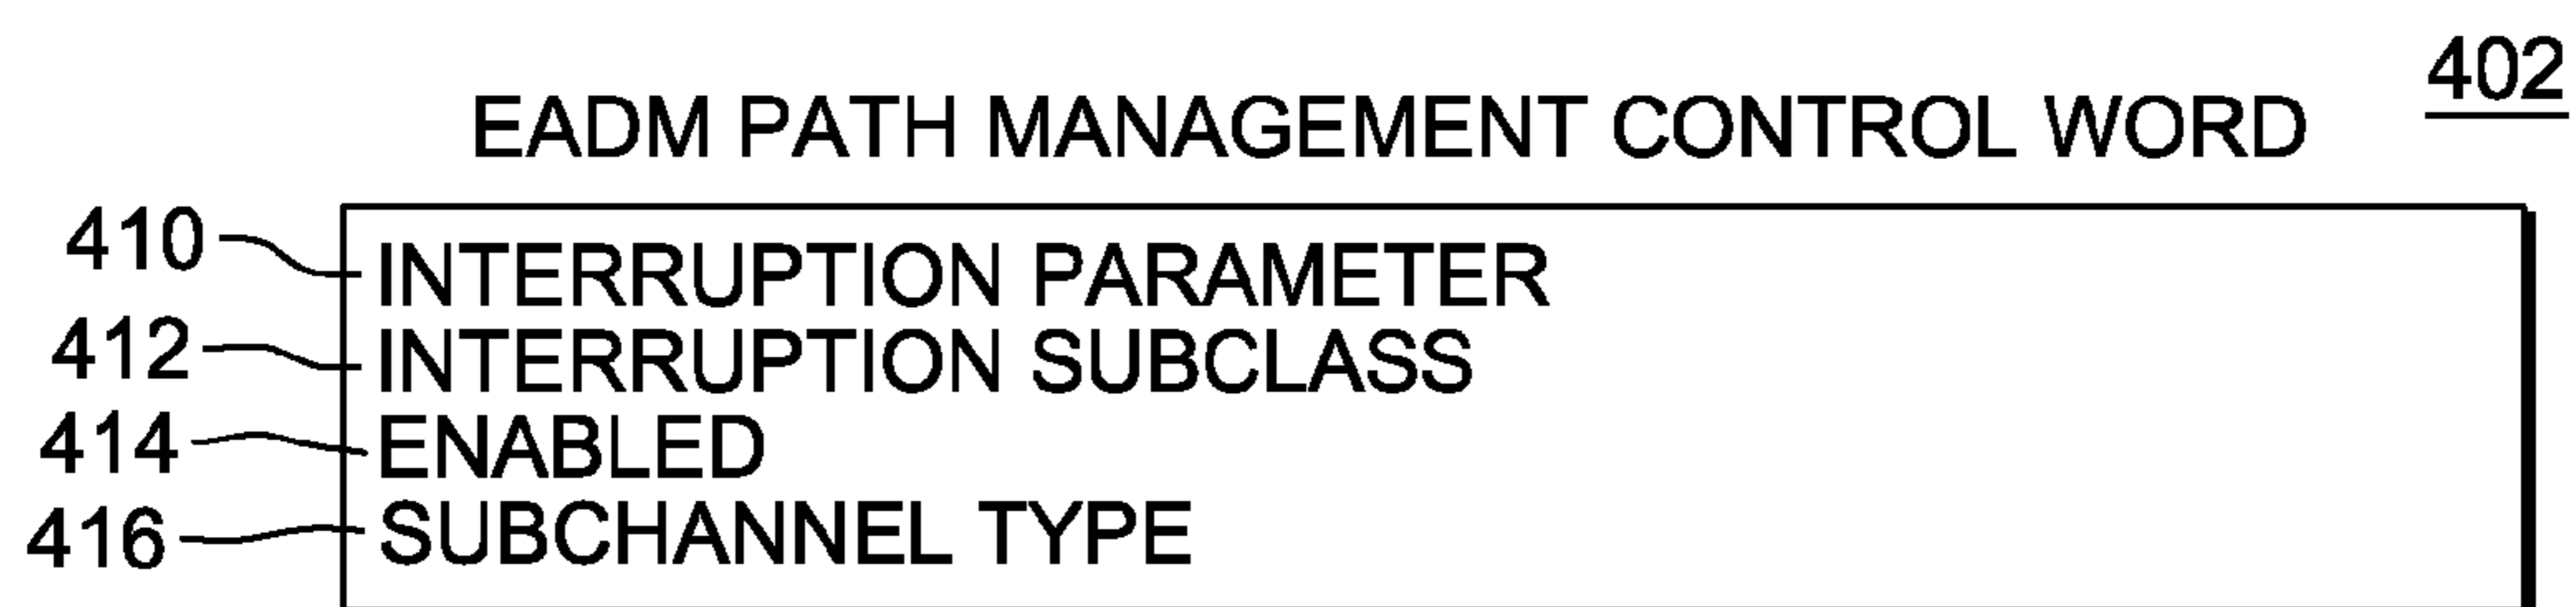 402
EADM PATH MANAGEMENT CONTROL WORD
410 INTERRUPTION PARAMETER
412 INTERRUPTION SUBCLASS
414 ENABLED
416 SUBCHANNEL TYPE